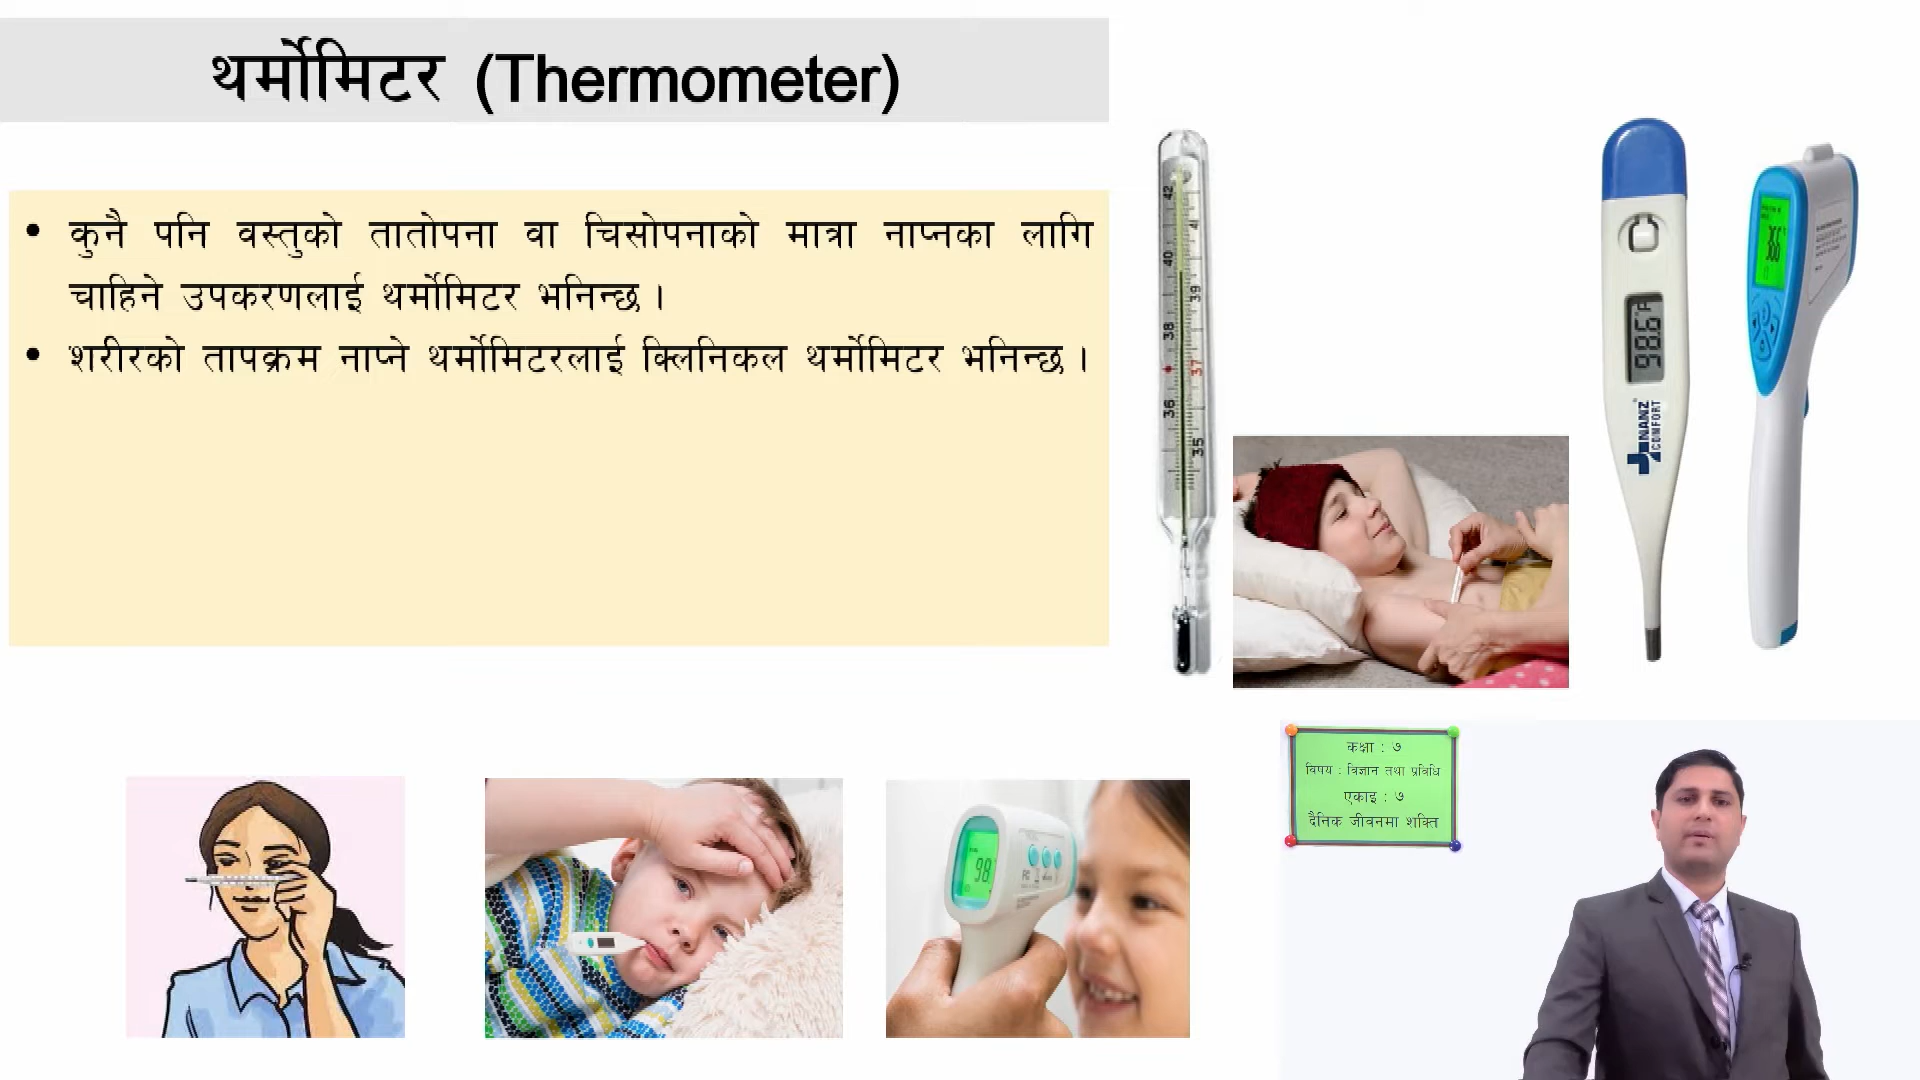 थर्मोमिटर (Thermometer)
• कुनै पनि वस्तुको तातोपना वा चिसोपनाको मात्रा नाप्नका लागि
चाहिने उपकरणलाई थर्मोमिटर भनिन्छ ।
• शरीरको तापक्रम नाप्ने थर्मोमिटरलाई क्लिनिकल थर्मोमिटर भनिन्छ ।
42
41
40
39
38
37
36
35
98.6°F
NANZ
COMFORT
36.6
98
कक्षा : ७
विषय : विज्ञान तथा प्रविधि
एकाइ : ७
दैनिक जीवनमा शक्ति